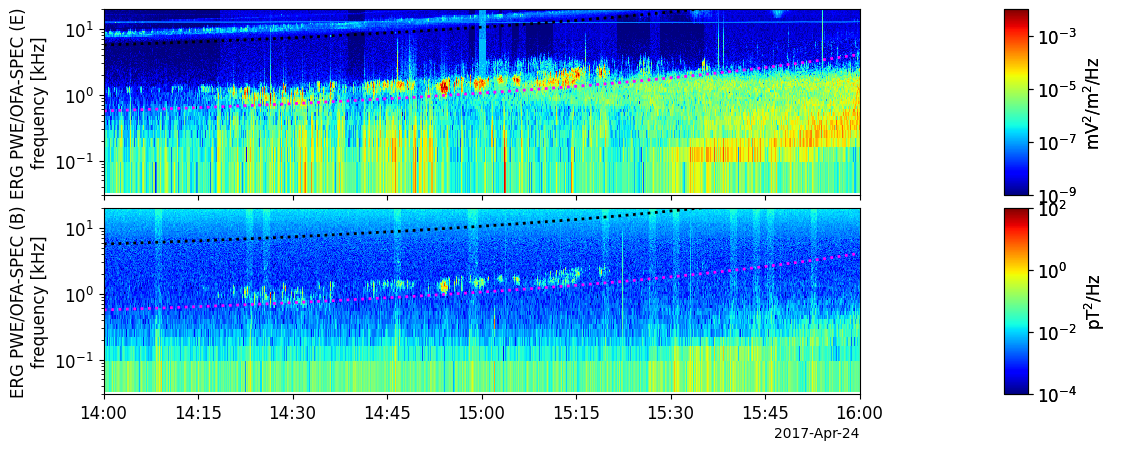 ERG PWE/OFA-SPEC (E)
frequency [kHz]
10¹
10⁰
10⁻¹
10⁻³
10⁻⁵
10⁻⁷
10⁻⁹
mV²/m²/Hz
ERG PWE/OFA-SPEC (B)
frequency [kHz]
10¹
10⁰
10⁻¹
10²
10⁰
10⁻²
10⁻⁴
pT²/Hz
14:00 14:15 14:30 14:45 15:00 15:15 15:30 15:45 16:00
2017-Apr-24